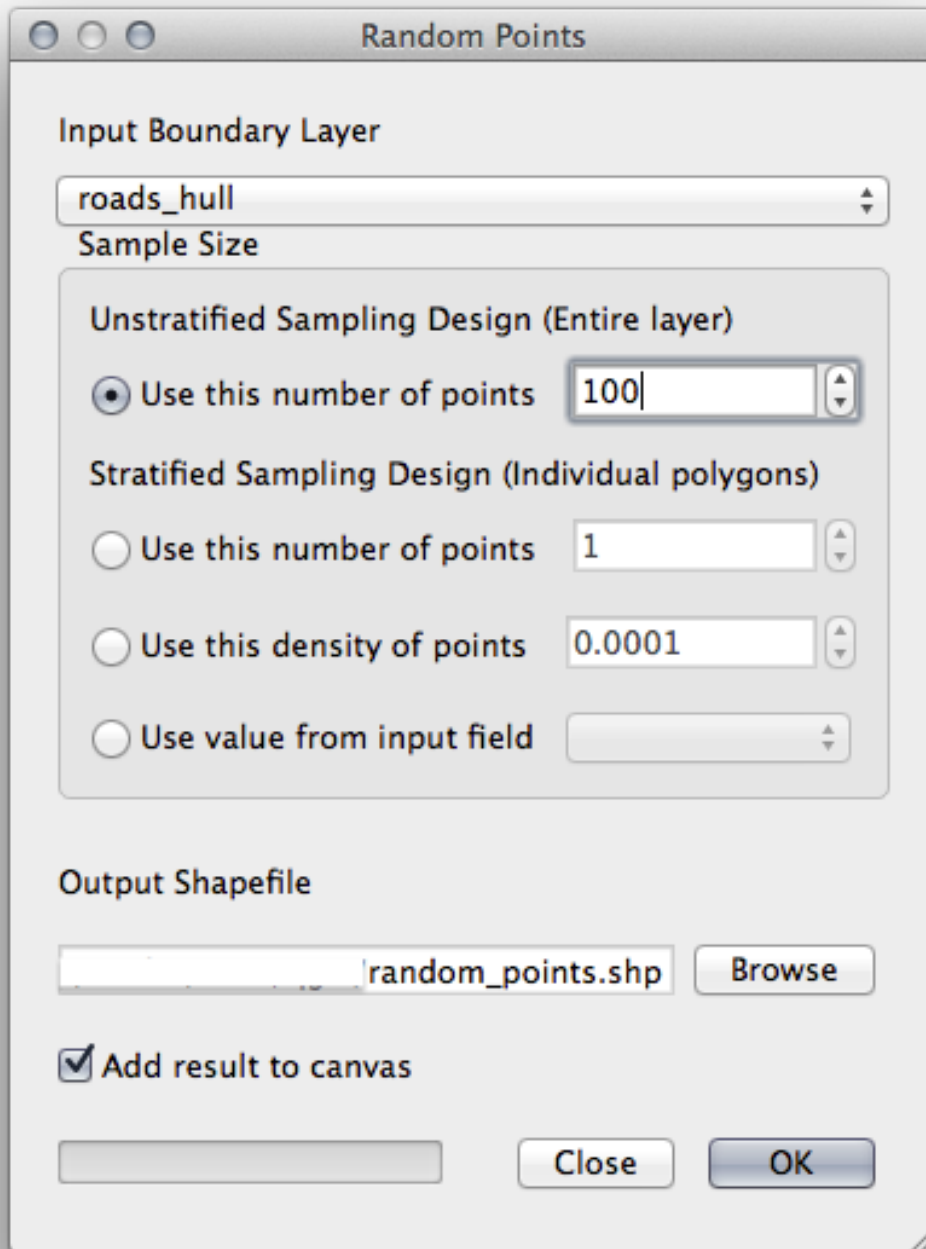 Random Points
Input Boundary Layer
roads_hull
Sample Size
Unstratified Sampling Design (Entire layer)
Use this number of points 100
Stratified Sampling Design (Individual polygons)
Use this number of points 1
Use this density of points 0.0001
Use value from input field
Output Shapefile
random_points.shp Browse
Add result to canvas
Close OK